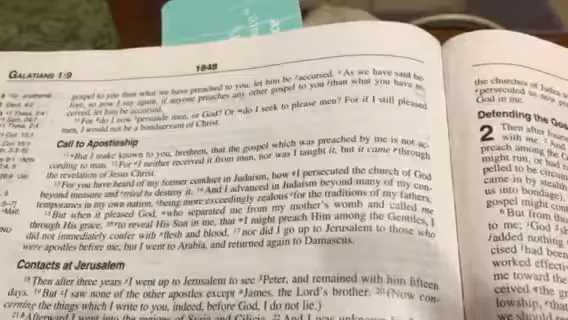 GALATIANS 1:9
1848
gospel to you than what we have preached to you, let him be accursed. 9 As we have said be-
fore, so now I say again, if anyone preaches any other gospel to you than what you have re-
ceived, let him be accursed.
10 For do I now persuade men, or God? Or do I seek to please men? For if I still pleased
men, I would not be a bondservant of Christ.
Call to Apostleship
11 But I make known to you, brethren, that the gospel which was preached by me is not ac-
cording to man. 12 For I neither received it from man, nor was I taught it, but it came through
the revelation of Jesus Christ.
13 For you have heard of my former conduct in Judaism, how I persecuted the church of God
beyond measure and tried to destroy it. 14 And I advanced in Judaism beyond many of my con-
temporaries in my own nation, being more exceedingly zealous for the traditions of my fathers.
15 But when it pleased God, who separated me from my mother's womb and called me
through His grace, 16 to reveal His Son in me, that I might preach Him among the Gentiles, I
did not immediately confer with flesh and blood, 17 nor did I go up to Jerusalem to those who
were apostles before me; but I went to Arabia, and returned again to Damascus.
Contacts at Jerusalem
18 Then after three years I went up to Jerusalem to see Peter, and remained with him fifteen
days. 19 But I saw none of the other apostles except James, the Lord's brother. 20 (Now con-
cerning the things which I write to you, indeed, before God, I do not lie.)
21 Afterward I went into the regions of Syria and Cilicia. 22 And I was
the churches of
persecuted us now
God in me.
Defending the
2 Then after
with me. 2 And
preach among the
might run, or had
pelled to be
came in by stealth
us into bondage),
gospel might
6 But from
to me; God
added nothing
cised had been
worked
me toward the
ceived the
lowship, that
we should